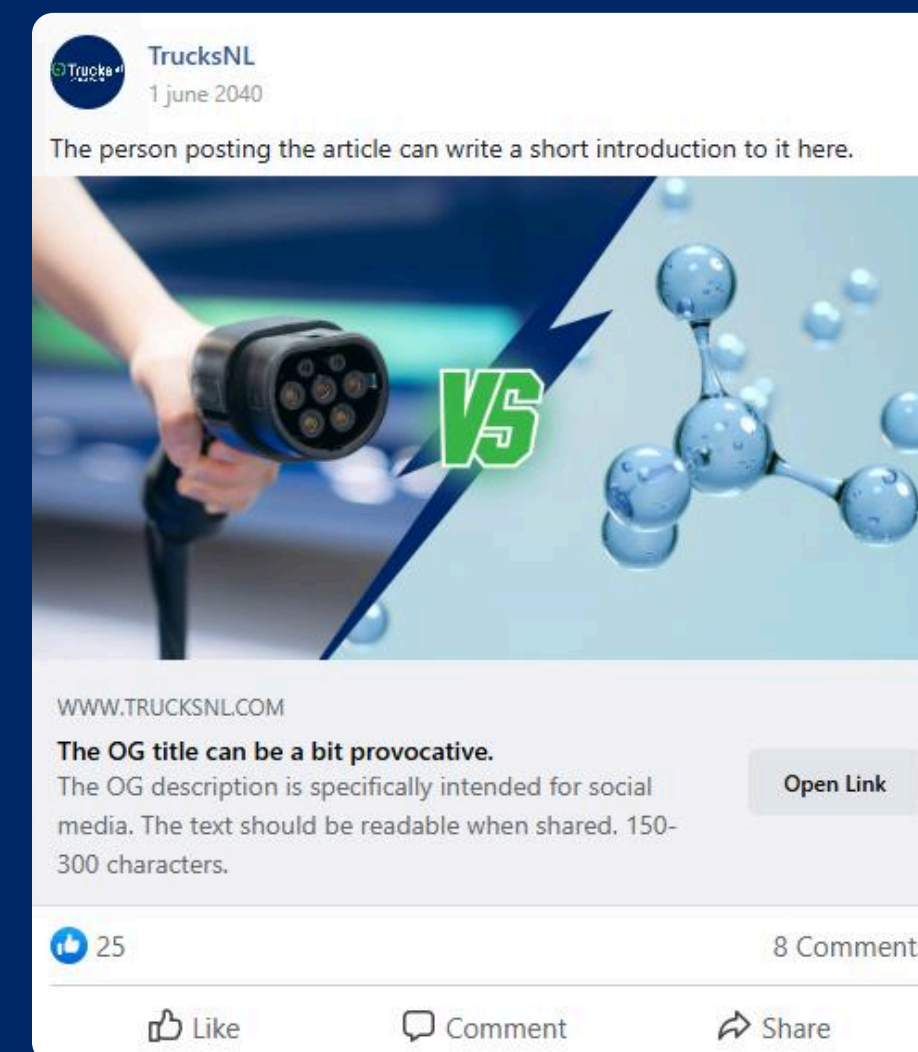 Trucks
TrucksNL
1 june 2040
The person posting the article can write a short introduction to it here.
VS
WWW.TRUCKSNL.COM
The OG title can be a bit provocative.
The OG description is specifically intended for social
media. The text should be readable when shared. 150-
300 characters.
Open Link
25
8 Comment
Like
Comment
Share